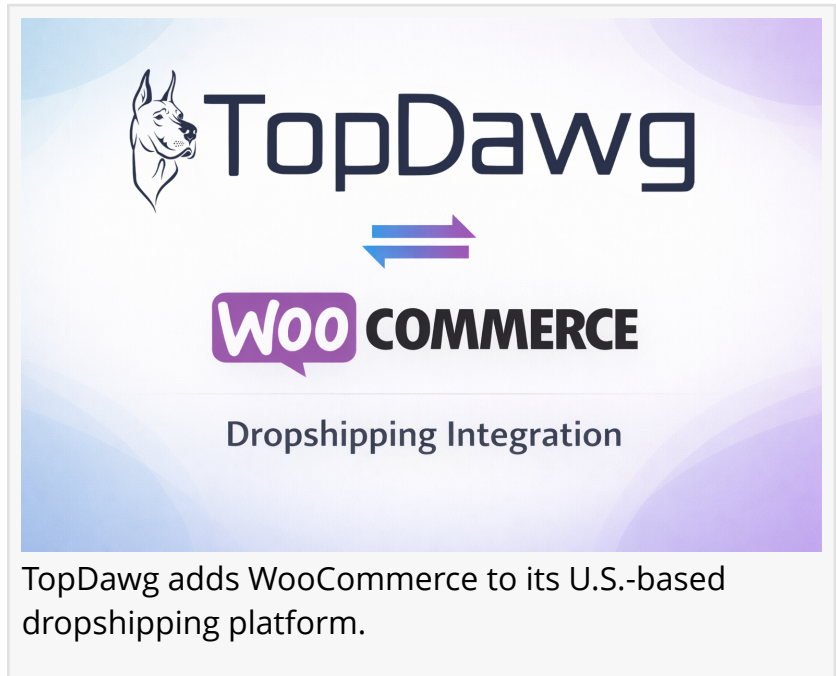 TopDawg
WOO COMMERCE
Dropshipping Integration
TopDawg adds WooCommerce to its U.S.-based
dropshipping platform.